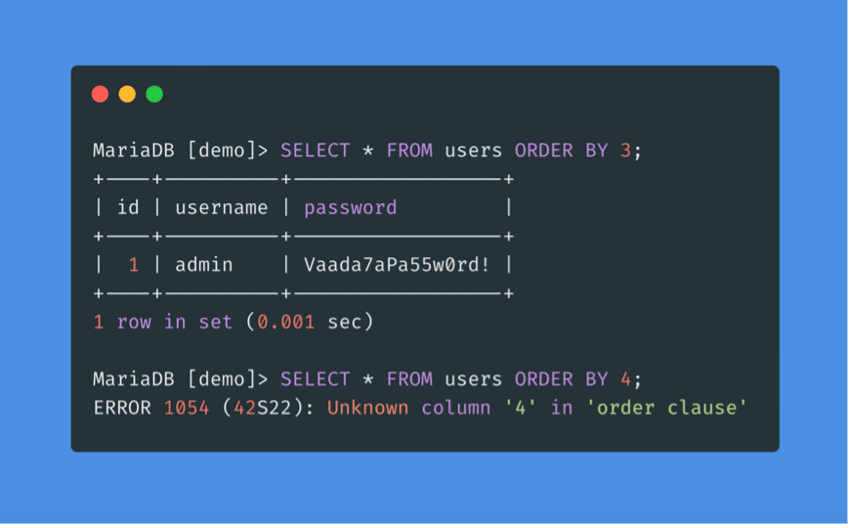 MariaDB [demo]> SELECT * FROM users ORDER BY 3;
+----+----------+------------------+
| id | username | password         |
+----+----------+------------------+
|  1 | admin    | Vaada7aPa55w0rd! |
+----+----------+------------------+
1 row in set (0.001 sec)
MariaDB [demo]> SELECT * FROM users ORDER BY 4;
ERROR 1054 (42S22): Unknown column '4' in 'order clause'